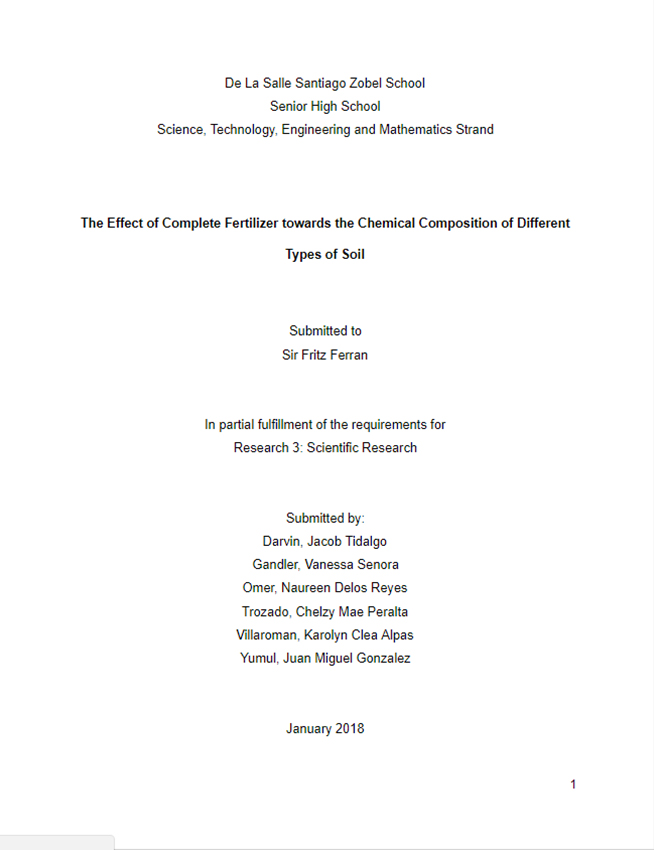 De La Salle Santiago Zobel School
Senior High School
Science, Technology, Engineering and Mathematics Strand
The Effect of Complete Fertilizer towards the Chemical Composition of Different
Types of Soil
Submitted to
Sir Fritz Ferran
In partial fulfillment of the requirements for
Research 3: Scientific Research
Submitted by:
Darvin, Jacob Tidalgo
Gandler, Vanessa Senora
Omer, Naureen Delos Reyes
Trozado, Chelzy Mae Peralta
Villaroman, Karolyn Clea Alpas
Yumul, Juan Miguel Gonzalez
January 2018
1